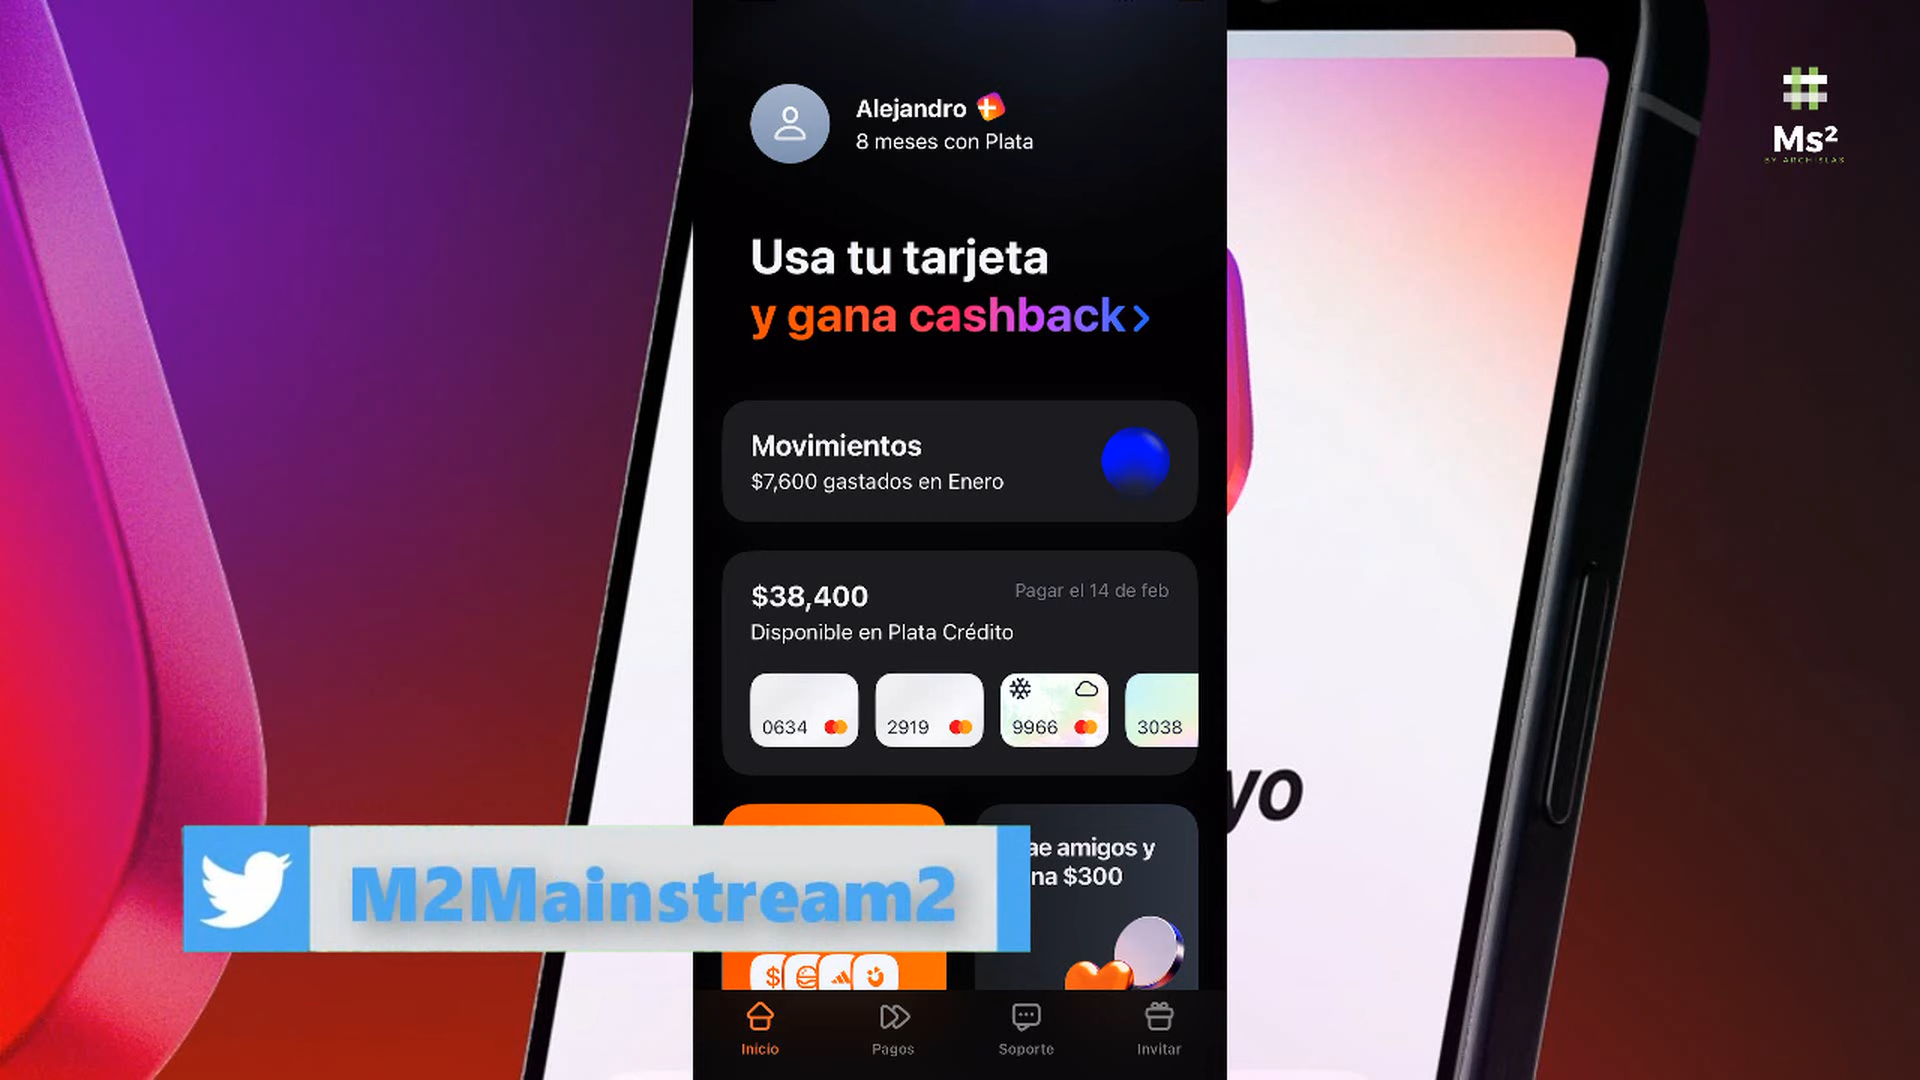 Alejandro
8 meses con Plata
Usa tu tarjeta
y gana cashback
Movimientos
$7,600 gastados en Enero
$38,400
Pagar el 14 de feb
Disponible en Plata Crédito
0634
2919
9966
3038
ae amigos y
na $300
M2Mainstream2
yo
Inicio
Pagos
Soporte
Invitar
Ms²
BY ARCHISLAS